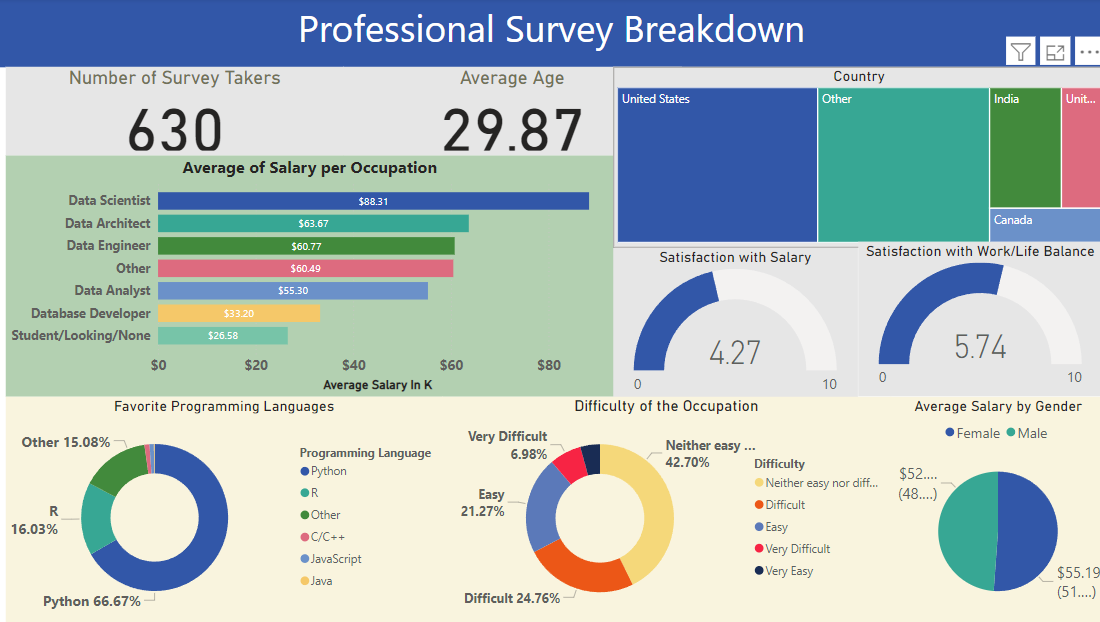 Professional Survey Breakdown
Number of Survey Takers
630
Average Age
29.87
Country
United States
Other
India
Unit...
Canada
Average of Salary per Occupation
Data Scientist
$88.31
Data Architect
$63.67
Data Engineer
$60.77
Other
$60.49
Data Analyst
$55.30
Database Developer
$33.20
Student/Looking/None
$26.58
$0 $20 $40 $60 $80
Average Salary In K
Satisfaction with Salary
4.27
0 10
Satisfaction with Work/Life Balance
5.74
0 10
Favorite Programming Languages
Other 15.08%
R
16.03%
Python 66.67%
Programming Language
Python
R
Other
C/C++
JavaScript
Java
Difficulty of the Occupation
Very Difficult
6.98%
Neither easy ...
42.70%
Easy
21.27%
Difficult 24.76%
Difficulty
Neither easy nor diff...
Difficult
Easy
Very Difficult
Very Easy
Average Salary by Gender
Female Male
$52....
(48....)
$55.19
(51....)